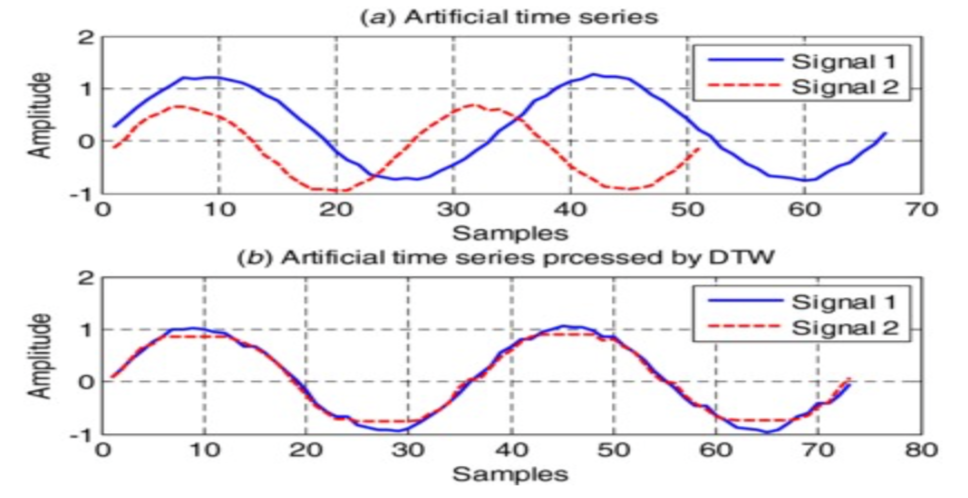 (a) Artificial time series
2
1
0
-1
Amplitude
Signal 1
Signal 2
0 10 20 30 40 50 60 70
Samples
(b) Artificial time series prcessed by DTW
2
1
0
-1
Amplitude
Signal 1
Signal 2
0 10 20 30 40 50 60 70 80
Samples